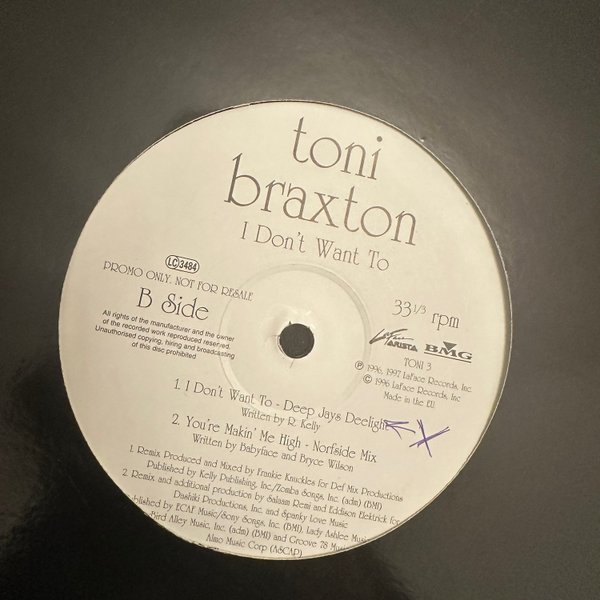 toni
braxton
I Don't Want To
LC 3484
PROMO ONLY. NOT FOR RESALE
B Side
All rights of the manufacturer and the owner
of the recorded work reproduced reserved.
Unauthorised copying, hiring and broadcasting
of this disc prohibited
33 1/3 rpm
LaFace ARISTA BMG
TONI 3
℗ 1996, 1997 LaFace Records, Inc.
© 1996 LaFace Records, Inc
Made in the EU
1. I Don't Want To - Deep Jays Deelight
Written by R. Kelly
X
2. You're Makin' Me High - Norfside Mix
Written by Babyface and Bryce Wilson
1. Remix Produced and Mixed by Frankie Knuckles for Def Mix Productions
Published by Kelly Publishing, Inc/Zomba Songs, Inc. (adm) (BMI)
2. Remix and additional production by Salaam Remi and Eddison Elektrick for
Dashiki Productions, Inc. and Spanky Love Music
Published by ECAF Music/Sony Songs, Inc. (BMI), Lady Ashlee Music
Bird Alley Music, Inc. (adm) (BMI) and Groove 78 Music
Almo Music Corp (ASCAP)